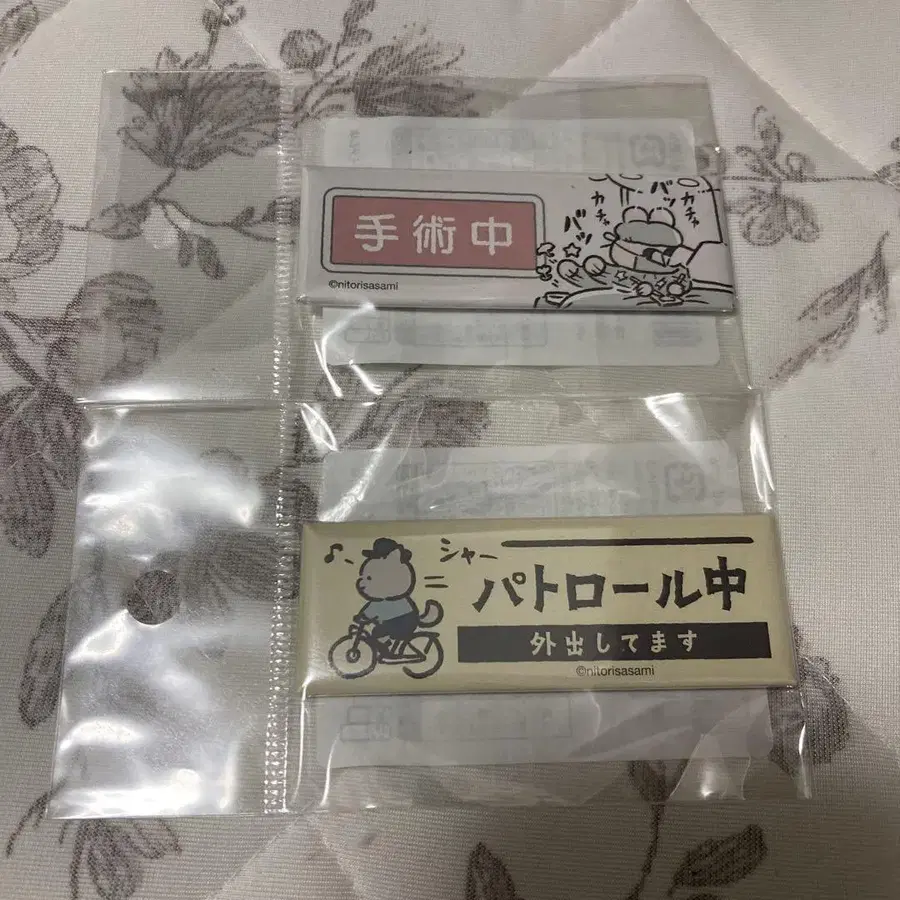 手術中
カチャ
バッ
カチャ
バッ
©nitorisasami
シャー
パトロール中
外出してます
©nitorisasami